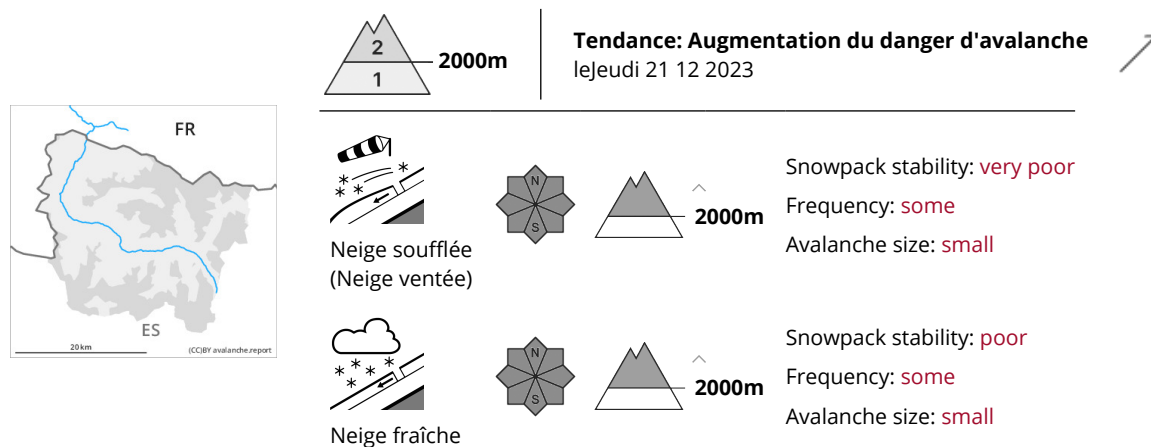 2
2000m
1
Tendance: Augmentation du danger d'avalanche
leJeudi 21 12 2023
FR
ES
20 km
(CC)BY avalanche.report
N
S
2000m
Snowpack stability: very poor
Frequency: some
Avalanche size: small
Neige soufflée
(Neige ventée)
N
S
2000m
Snowpack stability: poor
Frequency: some
Avalanche size: small
Neige fraîche